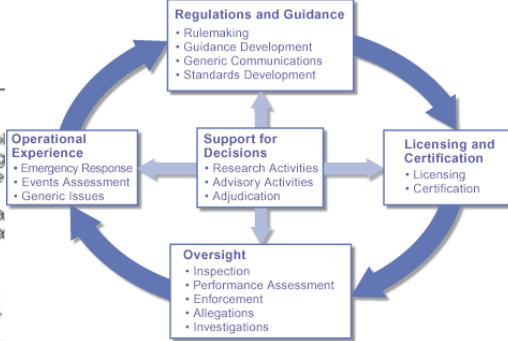 Regulations and Guidance
• Rulemaking
• Guidance Development
• Generic Communications
• Standards Development
Operational
Experience
• Emergency Response
• Events Assessment
• Generic Issues
Support for
Decisions
• Research Activities
• Advisory Activities
• Adjudication
Licensing and
Certification
• Licensing
• Certification
Oversight
• Inspection
• Performance Assessment
• Enforcement
• Allegations
• Investigations